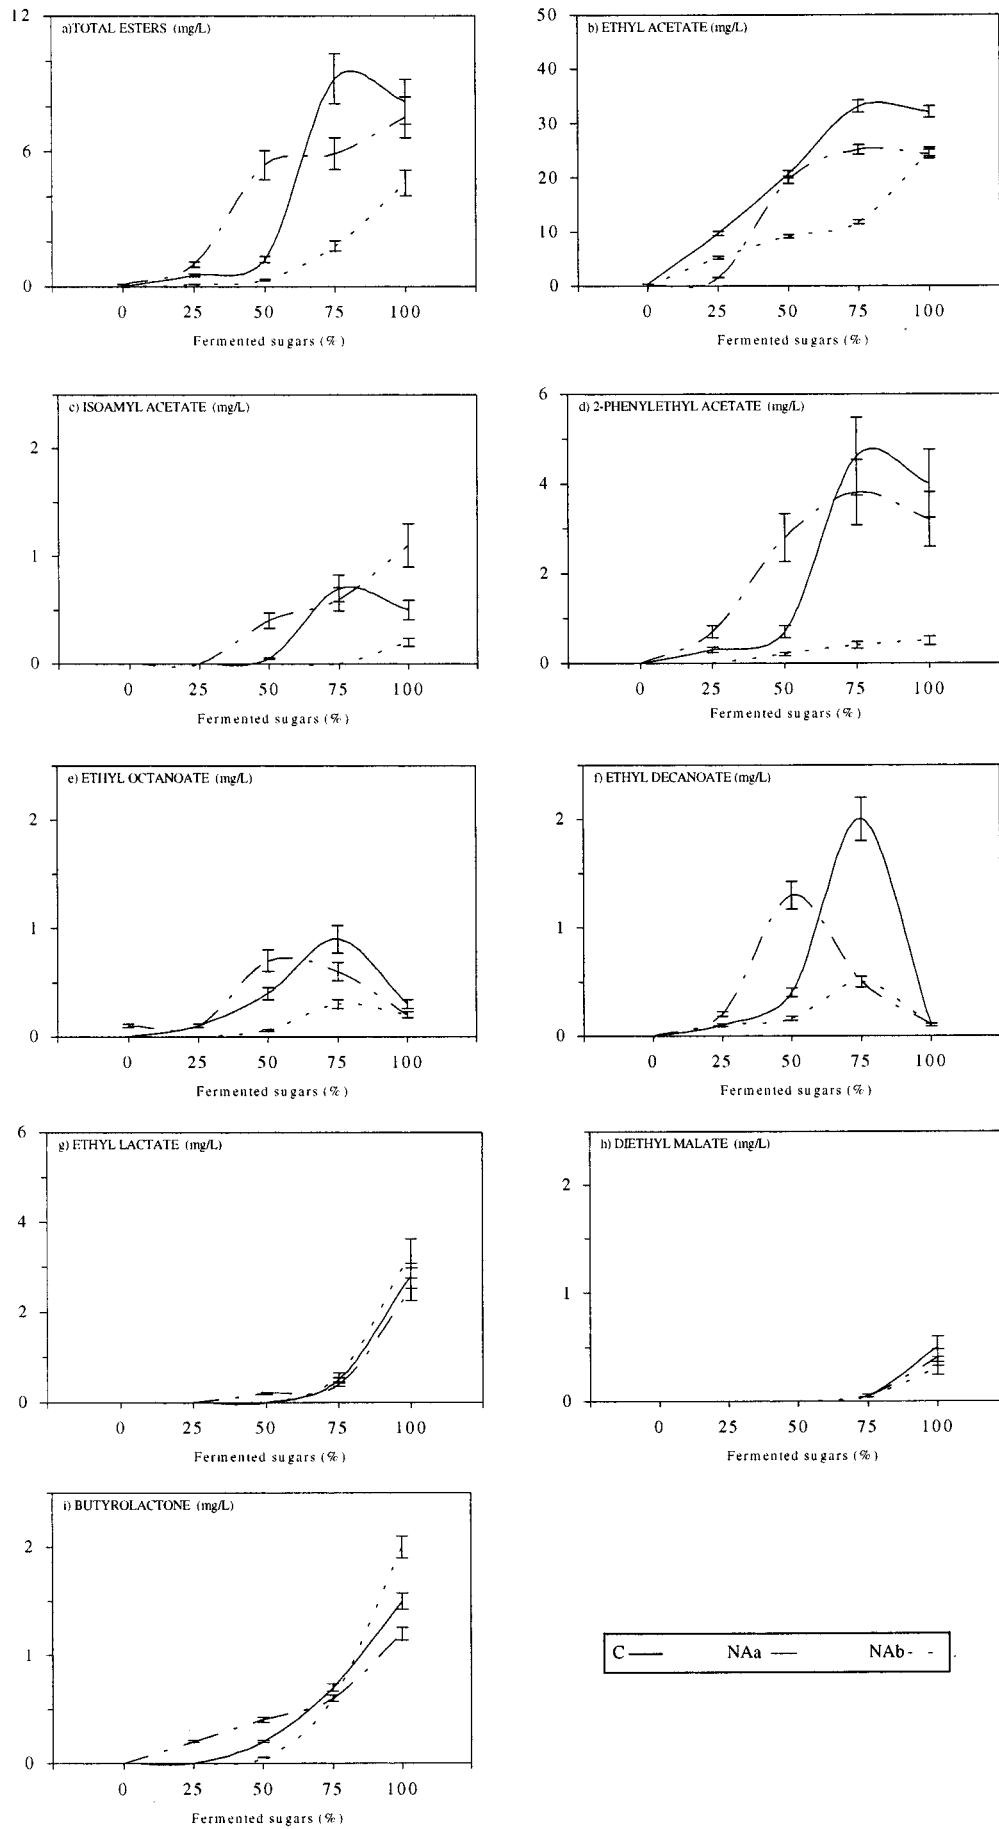 a)TOTAL ESTERS (mg/L)
12
6
0
0 25 50 75 100
Fermented sugars (%)
b) ETHYL ACETATE (mg/L)
50
40
30
20
10
0
0 25 50 75 100
Fermented sugars (%)
c) ISOAMYL ACETATE (mg/L)
2
1
0
0 25 50 75 100
Fermented sugars (%)
d) 2-PHENYLETHYL ACETATE (mg/L)
6
4
2
0
0 25 50 75 100
Fermented sugars (%)
e) ETHYL OCTANOATE (mg/L)
2
1
0
0 25 50 75 100
Fermented sugars (%)
f) ETHYL DECANOATE (mg/L)
2
1
0
0 25 50 75 100
Fermented sugars (%)
g) ETHYL LACTATE (mg/L)
6
4
2
0
0 25 50 75 100
Fermented sugars (%)
h) DIETHYL MALATE (mg/L)
2
1
0
0 25 50 75 100
Fermented sugars (%)
i) BUTYROLACTONE (mg/L)
2
1
0
0 25 50 75 100
Fermented sugars (%)
C NAa NAb